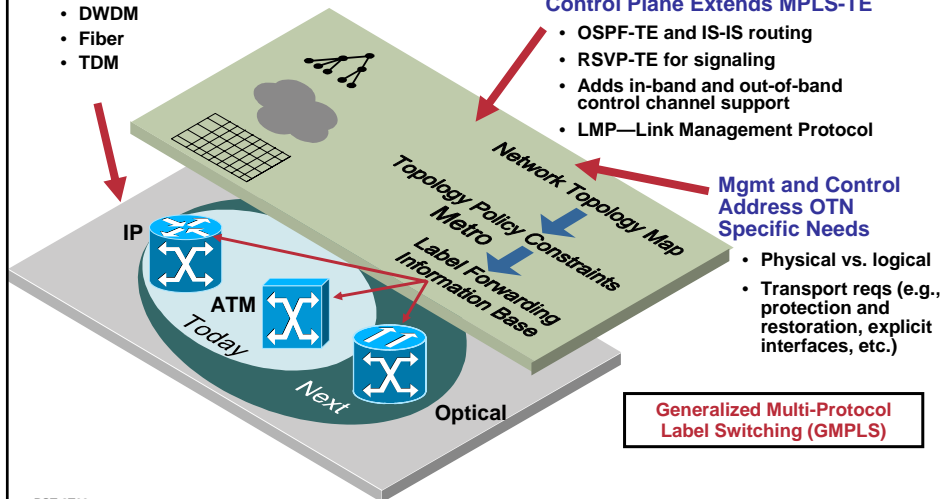 • DWDM
• Fiber
• TDM
Control Plane Extends MPLS-TE
• OSPF-TE and IS-IS routing
• RSVP-TE for signaling
• Adds in-band and out-of-band
control channel support
• LMP—Link Management Protocol
Network Topology Map
Topology Policy Constraints
Metro
Label Forwarding
Information Base
Mgmt and Control
Address OTN
Specific Needs
• Physical vs. logical
• Transport reqs (e.g.,
protection and
restoration, explicit
interfaces, etc.)
IP
ATM
Today
Next
Optical
Generalized Multi-Protocol
Label Switching (GMPLS)